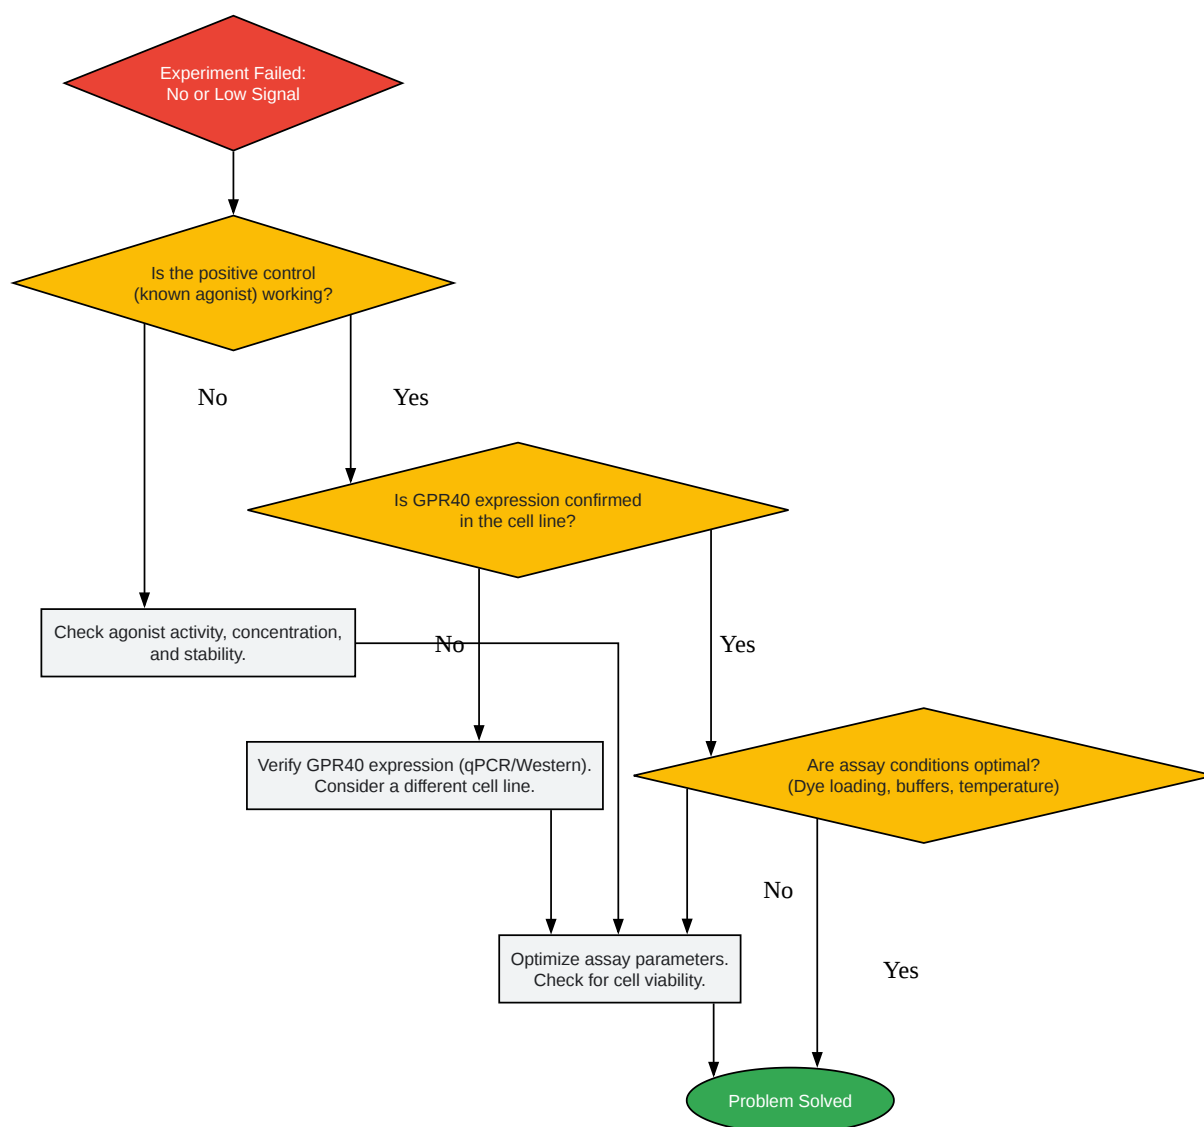 Experiment Failed:
No or Low Signal
Is the positive control
(known agonist) working?
No
Yes
Is GPR40 expression confirmed
in the cell line?
Check agonist activity, concentration,
and stability.
No
Yes
Verify GPR40 expression (qPCR/Western).
Consider a different cell line.
Are assay conditions optimal?
(Dye loading, buffers, temperature)
No
Yes
Optimize assay parameters.
Check for cell viability.
Problem Solved